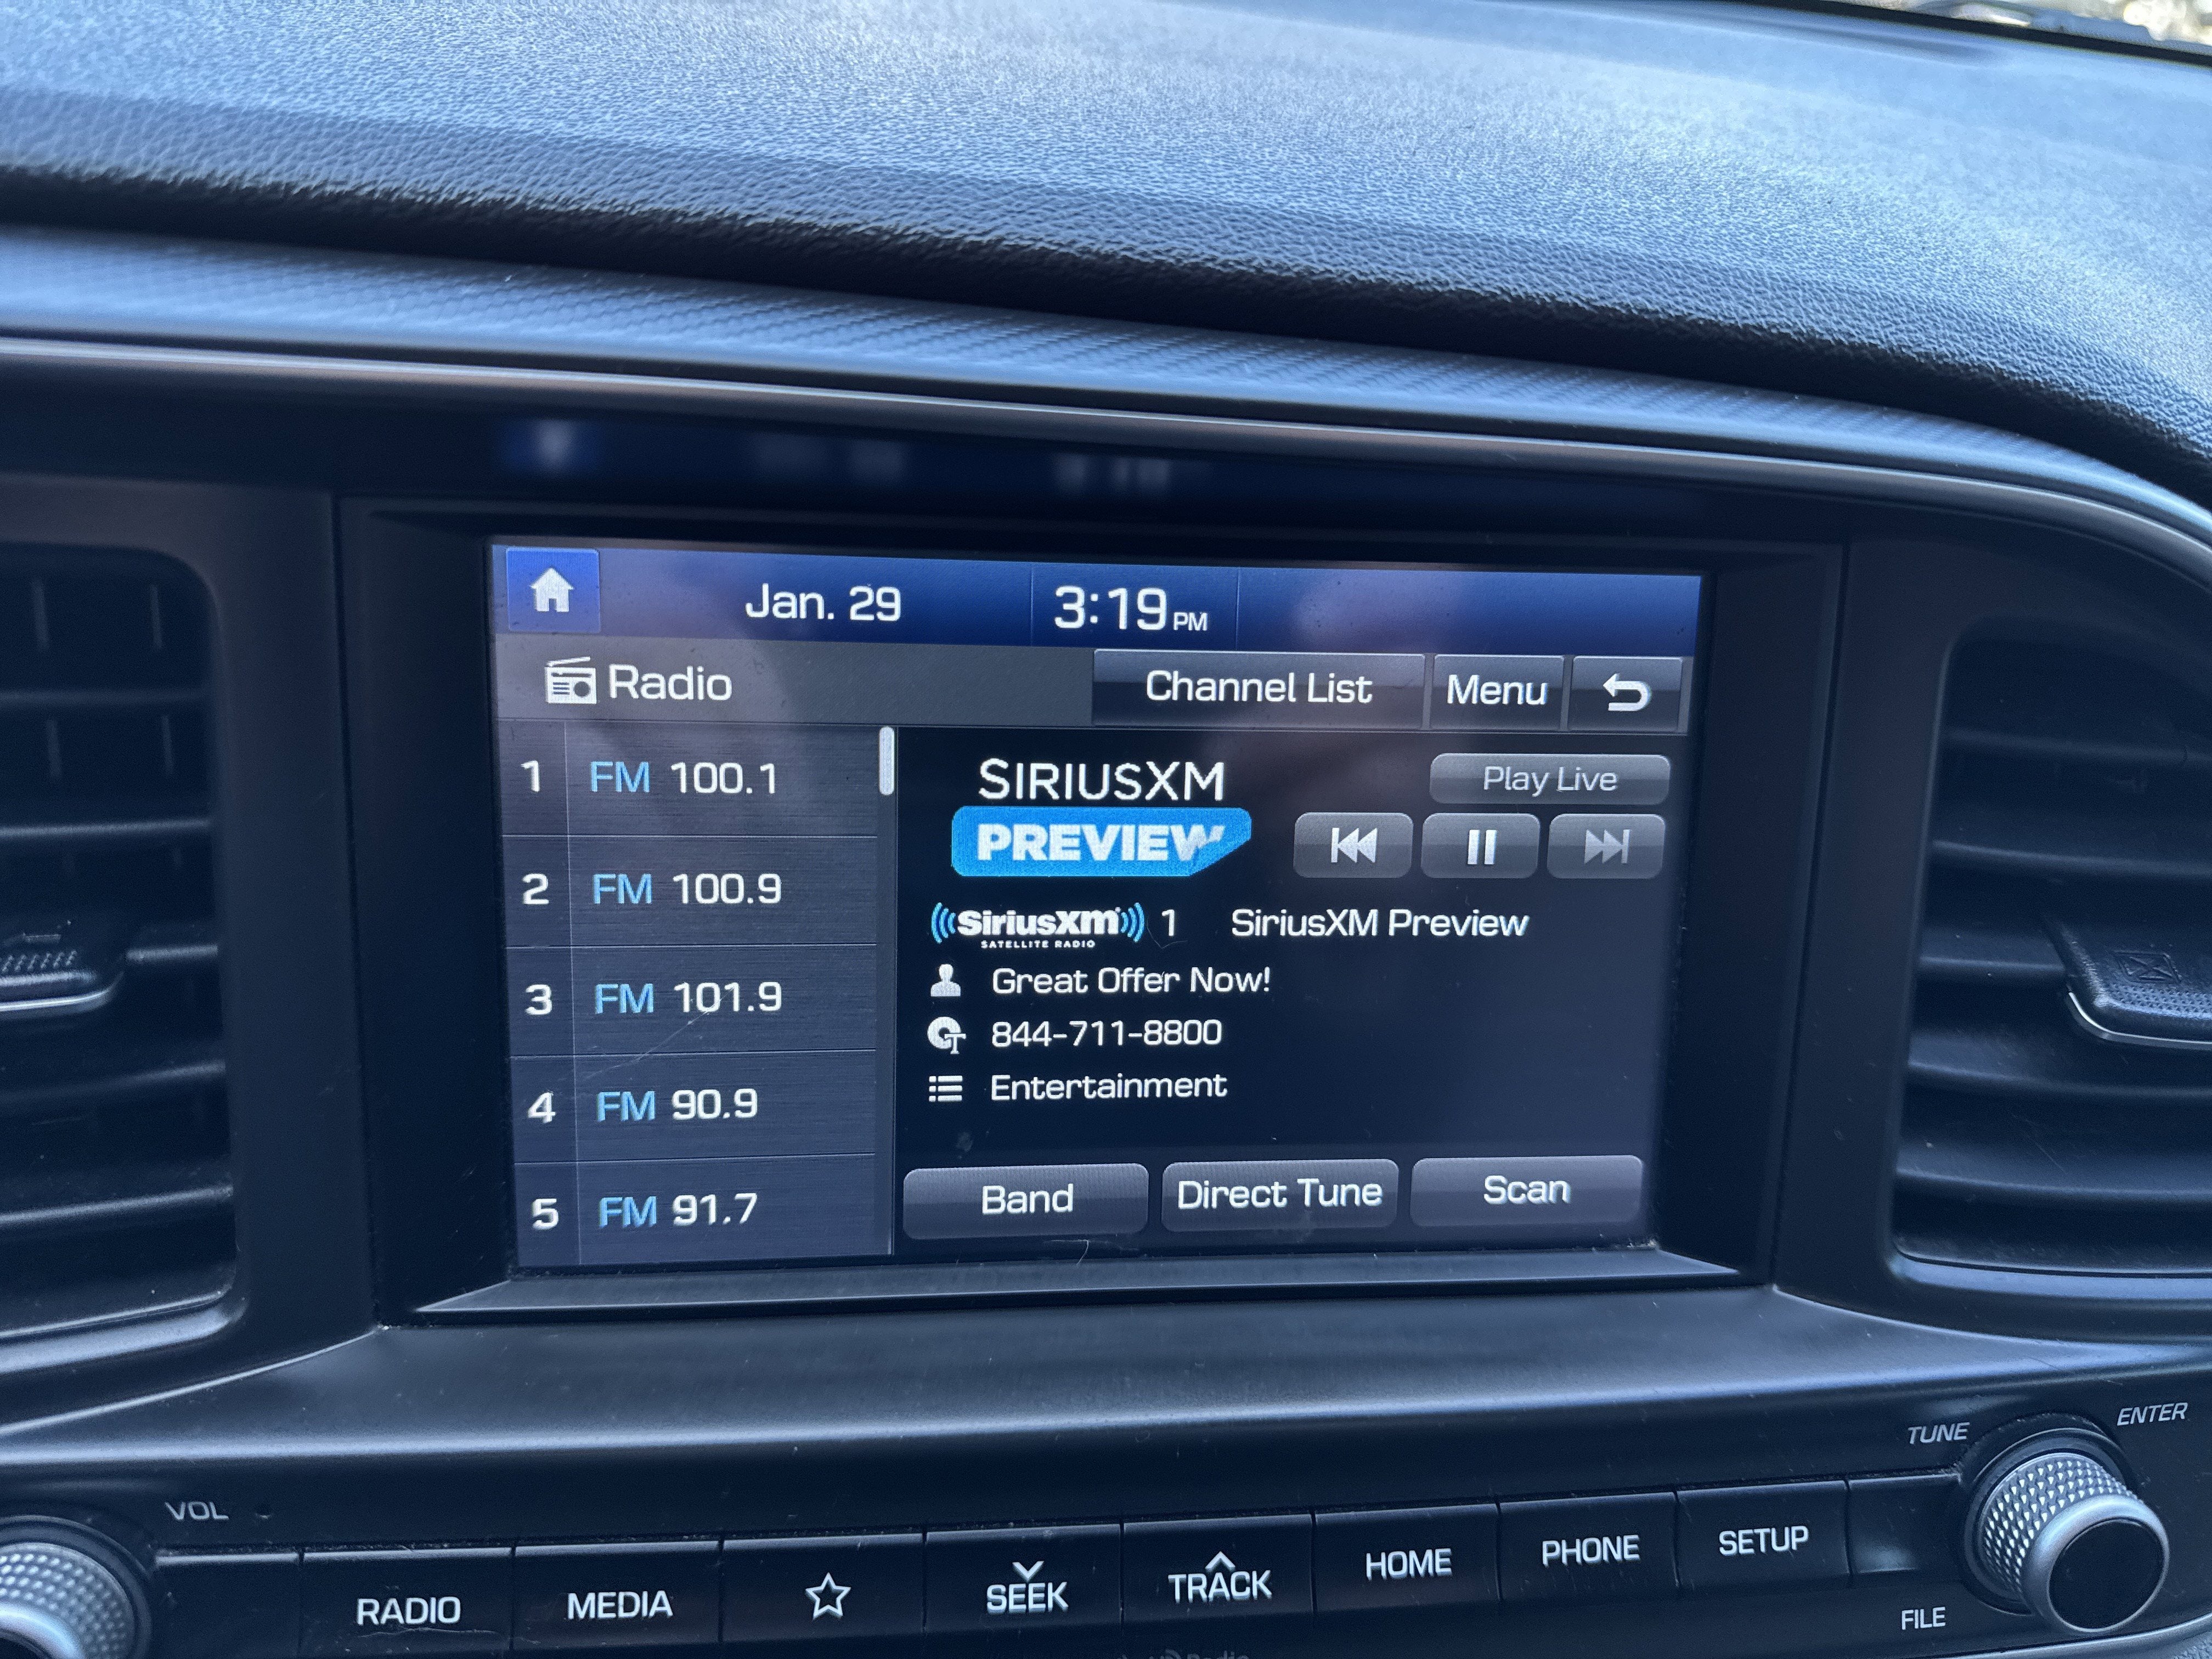 Jan. 29 3:19 PM
Radio Channel List Menu
1 FM 100.1
2 FM 100.9
3 FM 101.9
4 FM 90.9
5 FM 91.7
SIRIUSXM
PREVIEW
Play Live
SiriusXM 1 SiriusXM Preview
SATELLITE RADIO
Great Offer Now!
844-711-8800
Entertainment
Band Direct Tune Scan
VOL
TUNE
ENTER
RADIO MEDIA SEEK TRACK HOME PHONE SETUP
FILE